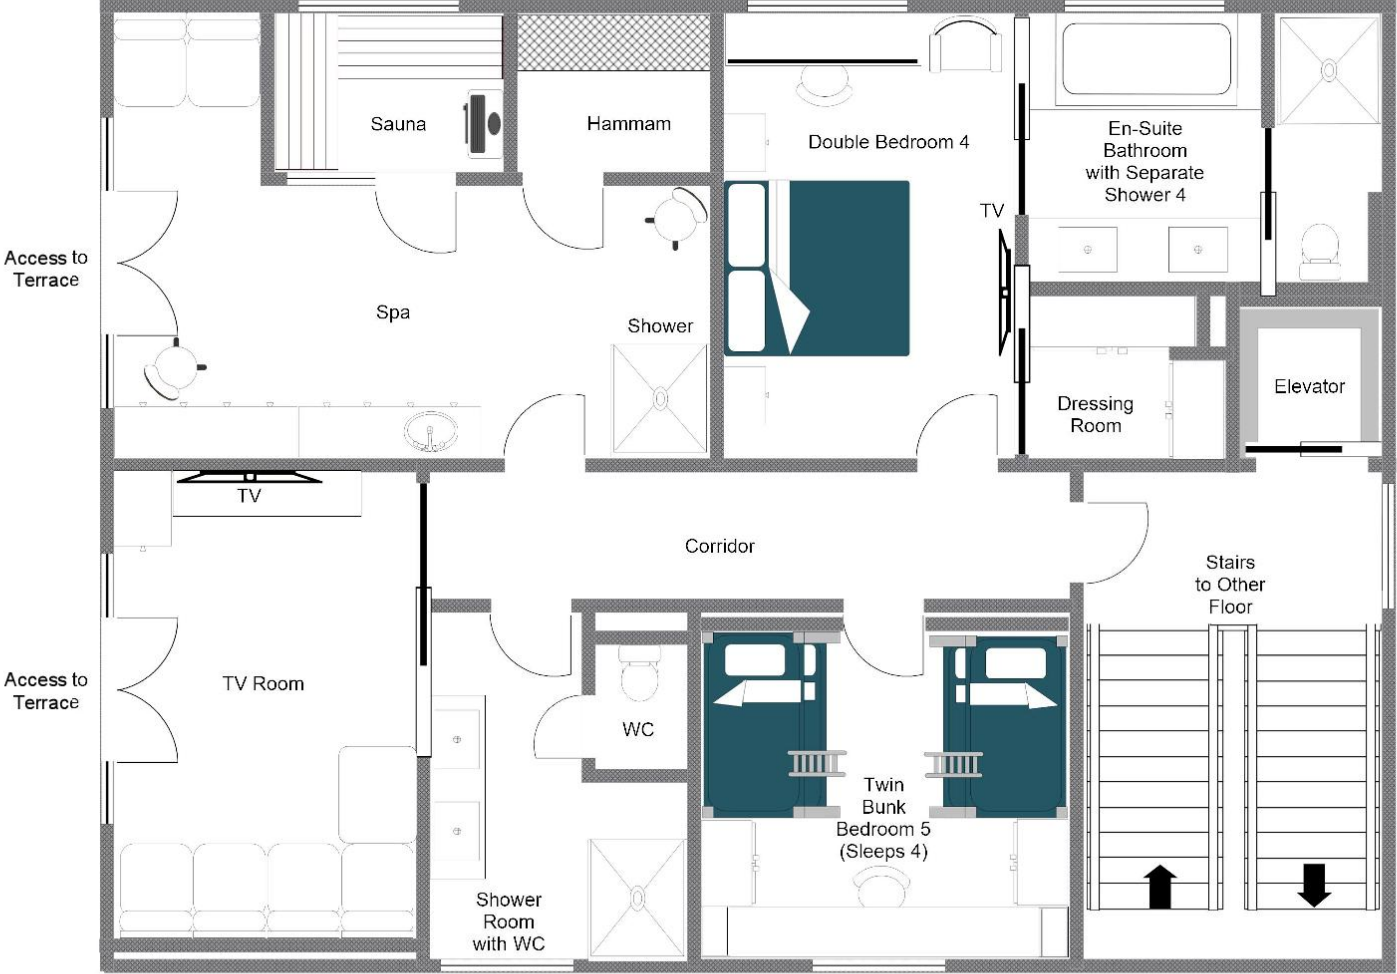 Sauna
Hammam
Double Bedroom 4
En-Suite
Bathroom
with Separate
Shower 4
TV
Access to
Terrace
Spa
Shower
Dressing
Room
Elevator
TV
Corridor
Stairs
to Other
Floor
Access to
Terrace
TV Room
WC
Twin
Bunk
Bedroom 5
(Sleeps 4)
Shower
Room
with WC